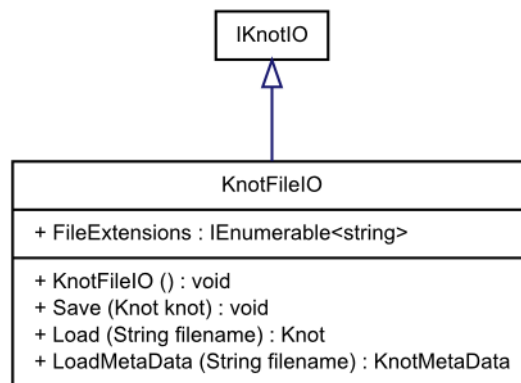 IKnotIO
KnotFileIO
+ FileExtensions : IEnumerable<string>
+ KnotFileIO () : void
+ Save (Knot knot) : void
+ Load (String filename) : Knot
+ LoadMetaData (String filename) : KnotMetaData